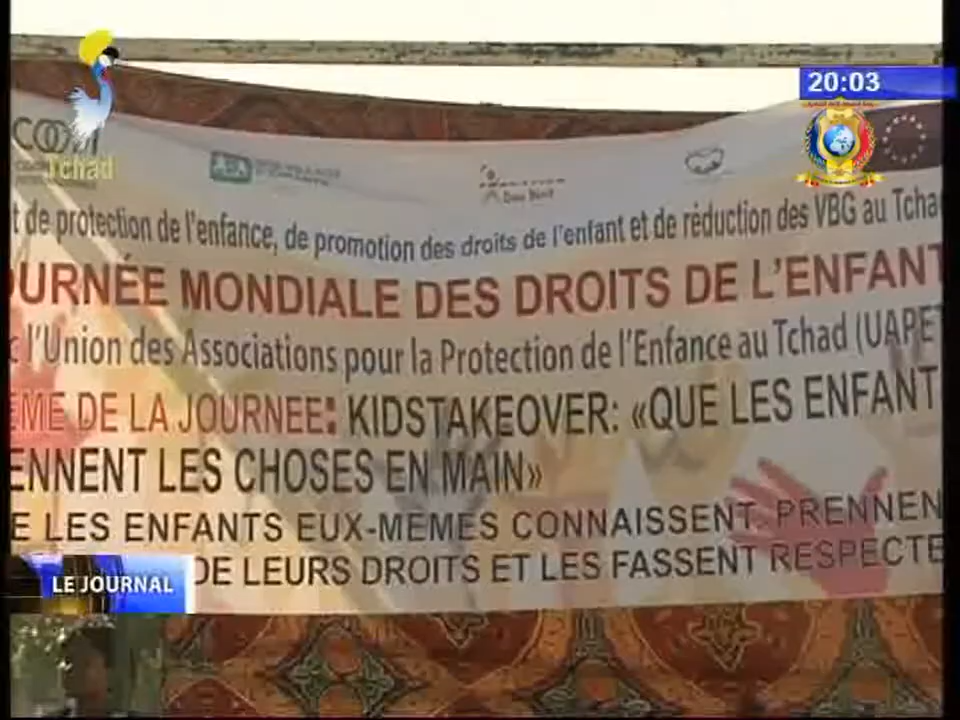 20:03
COOPI
Tchad
t de protection de l'enfance, de promotion des droits de l'enfant et de réduction des VBG au Tcha
OURNÉE MONDIALE DES DROITS DE L'ENFANT
l'Union des Associations pour la Protection de l'Enfance au Tchad (UAPET
EME DE LA JOURNEE: KIDSTAKEOVER: «QUE LES ENFANT
ENNENT LES CHOSES EN MAIN»
E LES ENFANTS EUX-MEMES CONNAISSENT, PRENNEN
DE LEURS DROITS ET LES FASSENT RESPECTE
LE JOURNAL